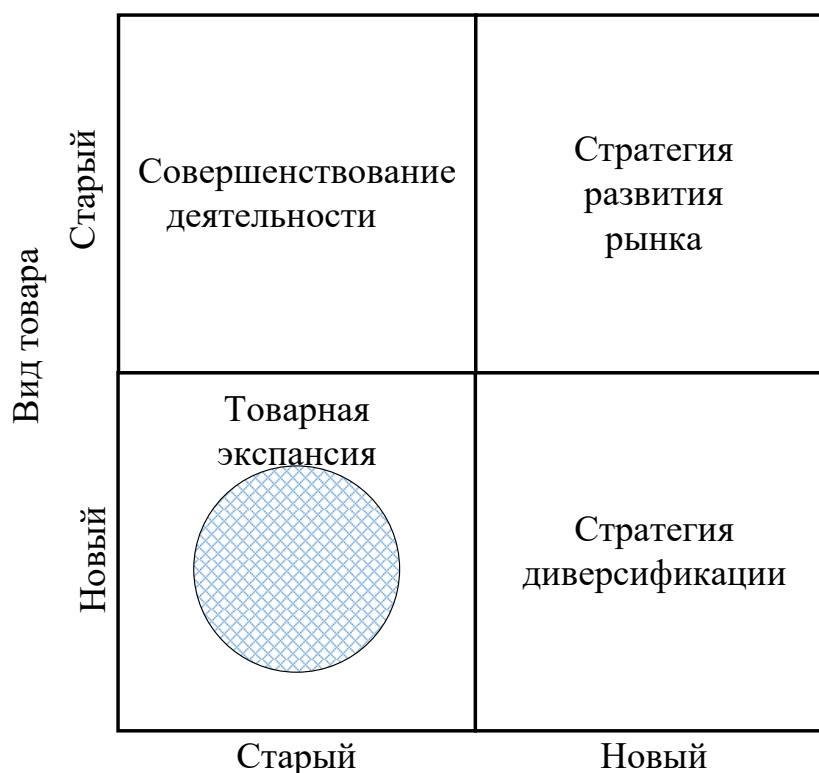 Вид товара
Старый
Совершенствование
деятельности
Стратегия
развития
рынка
Новый
Товарная
экспансия
Стратегия
диверсификации
Старый
Новый